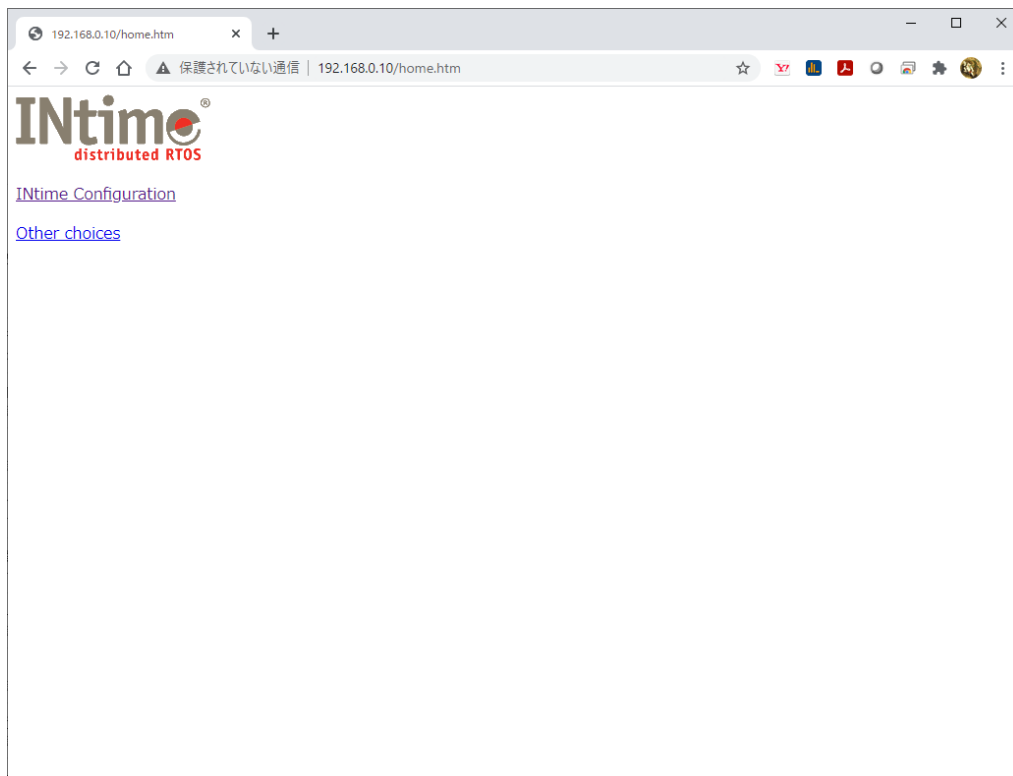 192.168.0.10/home.htm
保護されていない通信 | 192.168.0.10/home.htm
INtime®
distributed RTOS
INtime Configuration
Other choices